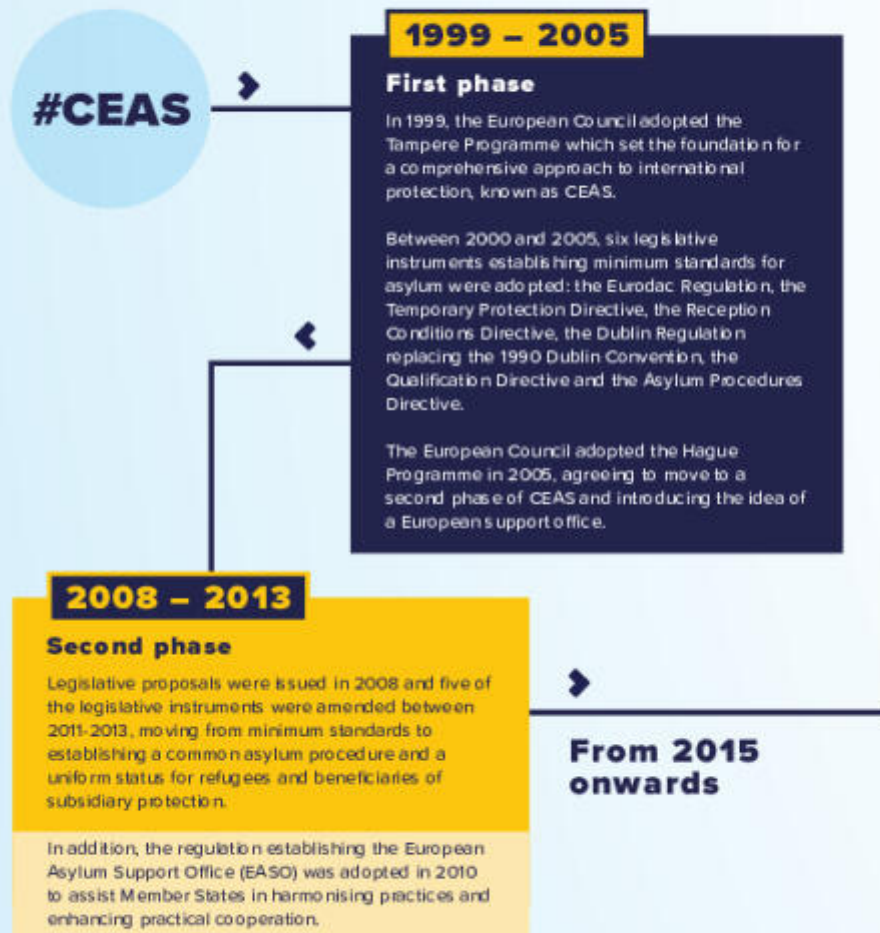 #CEAS
1999 – 2005
First phase
In 1999, the European Council adopted the
Tampere Programme which set the foundation for
a comprehensive approach to international
protection, known as CEAS.
Between 2000 and 2005, six legislative
instruments establishing minimum standards for
asylum were adopted: the Eurodac Regulation, the
Temporary Protection Directive, the Reception
Conditions Directive, the Dublin Regulation
replacing the 1990 Dublin Convention, the
Qualification Directive and the Asylum Procedures
Directive.
The European Council adopted the Hague
Programme in 2005, agreeing to move to a
second phase of CEAS and introducing the idea of
a European support office.
2008 – 2013
Second phase
Legislative proposals were issued in 2008 and five of
the legislative instruments were amended between
2011-2013, moving from minimum standards to
establishing a common asylum procedure and a
uniform status for refugees and beneficiaries of
subsidiary protection.
In addition, the regulation establishing the European
Asylum Support Office (EASO) was adopted in 2010
to assist Member States in harmonising practices and
enhancing practical cooperation.
From 2015
onwards